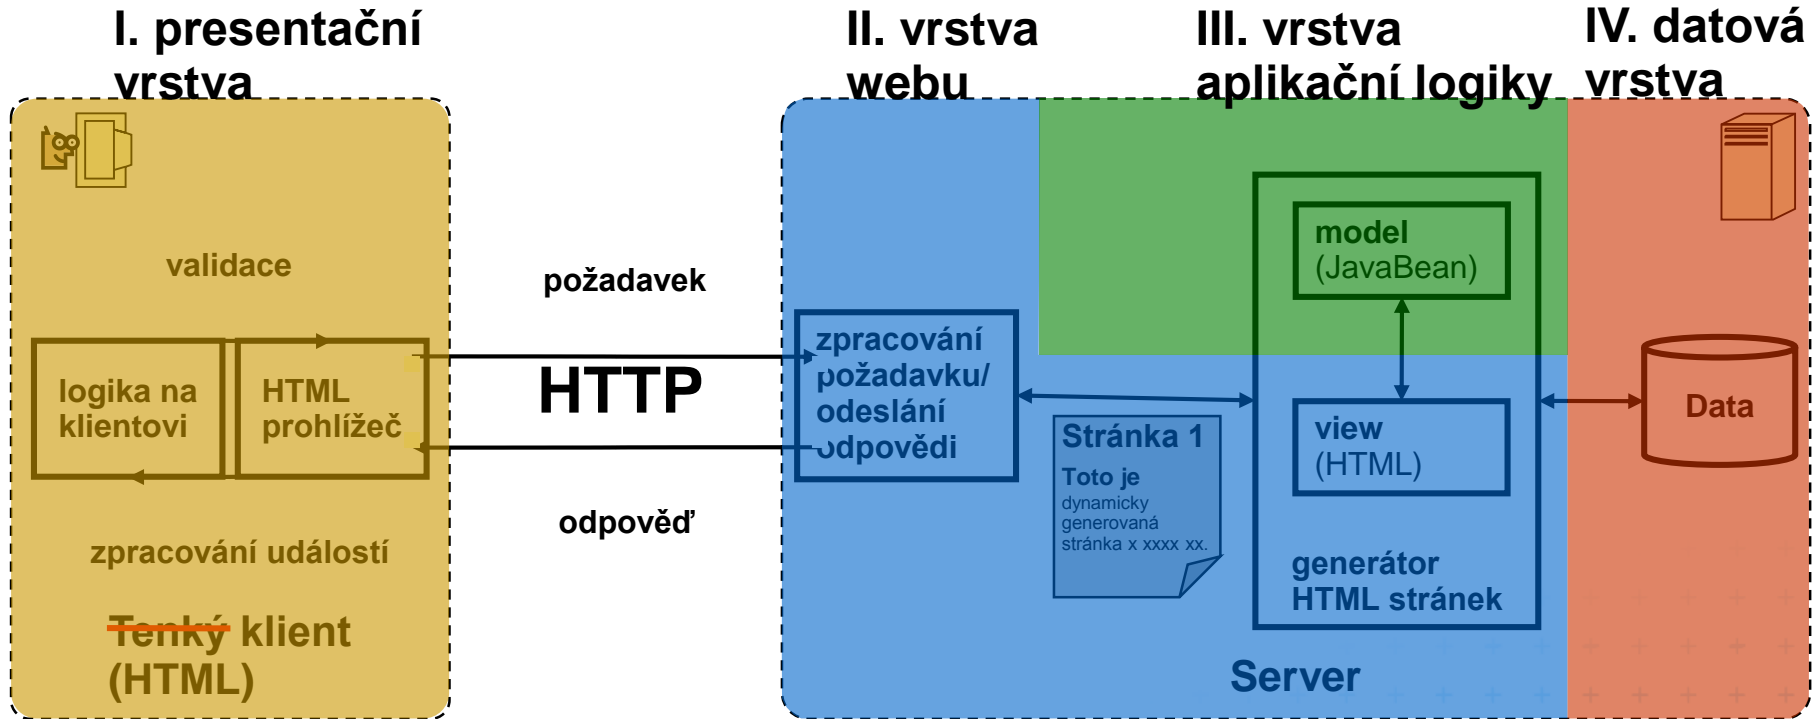 I. presentační
vrstva
II. vrstva
webu
III. vrstva
aplikační logiky
IV. datová
vrstva
validace
logika na
klientovi
HTML
prohlížeč
zpracování událostí
Tenký klient
(HTML)
požadavek
HTTP
odpověď
zpracování
požadavku/
odeslání
odpovědi
Stránka 1
Toto je
dynamicky
generovaná
stránka x xxxx xx.
model
(JavaBean)
view
(HTML)
generátor
HTML stránek
Server
Data